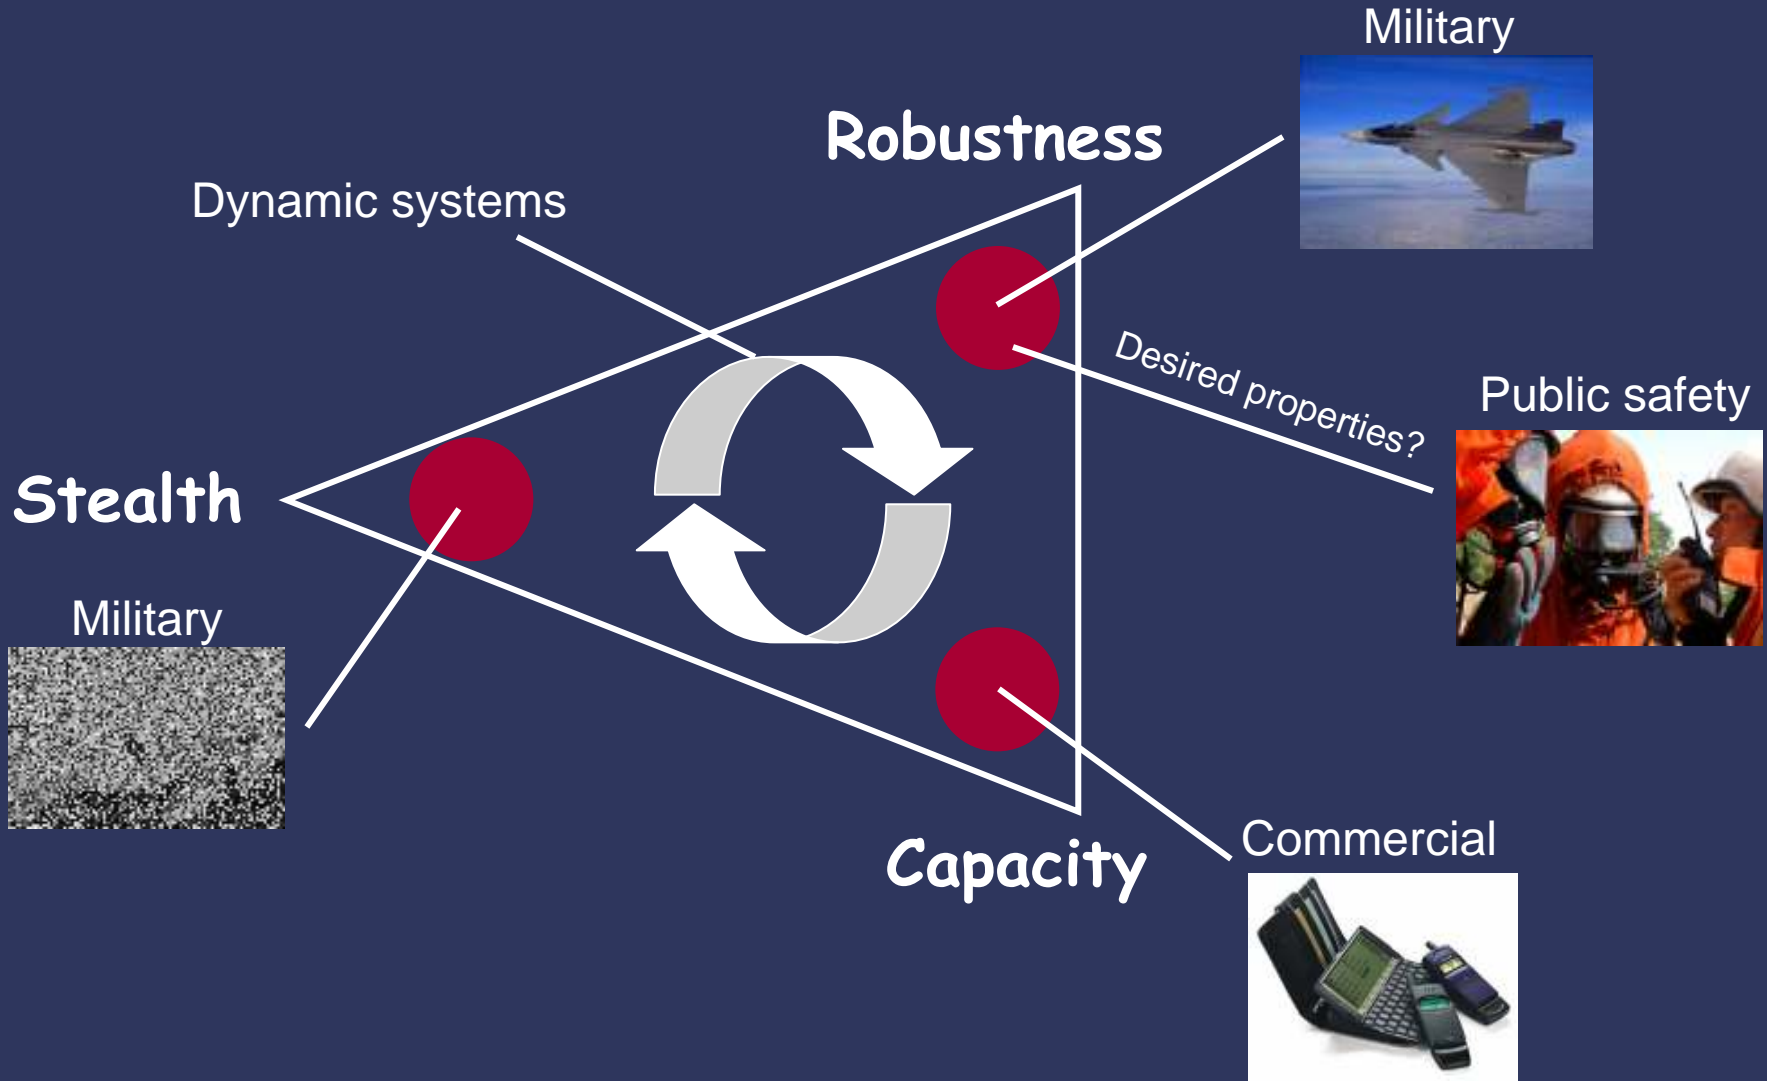 Military
Robustness
Dynamic systems
Desired properties?
Public safety
Stealth
Military
Commercial
Capacity